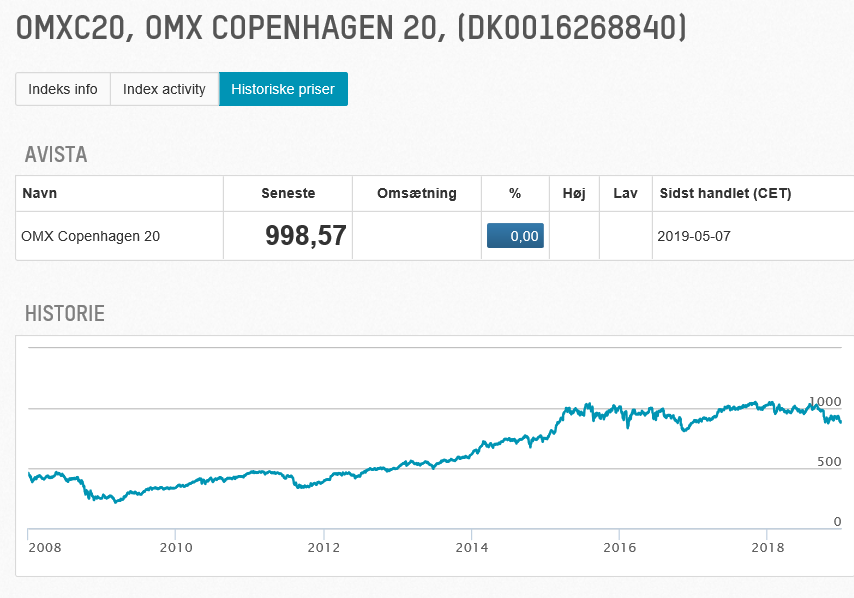 OMXC20, OMX COPENHAGEN 20, (DK0016268840)
Indeks info Index activity Historiske priser
AVISTA
Navn Seneste Omsætning % Høj Lav Sidst handlet (CET)
OMX Copenhagen 20 998,57 0,00 2019-05-07
HISTORIE
1000
500
0
2008 2010 2012 2014 2016 2018